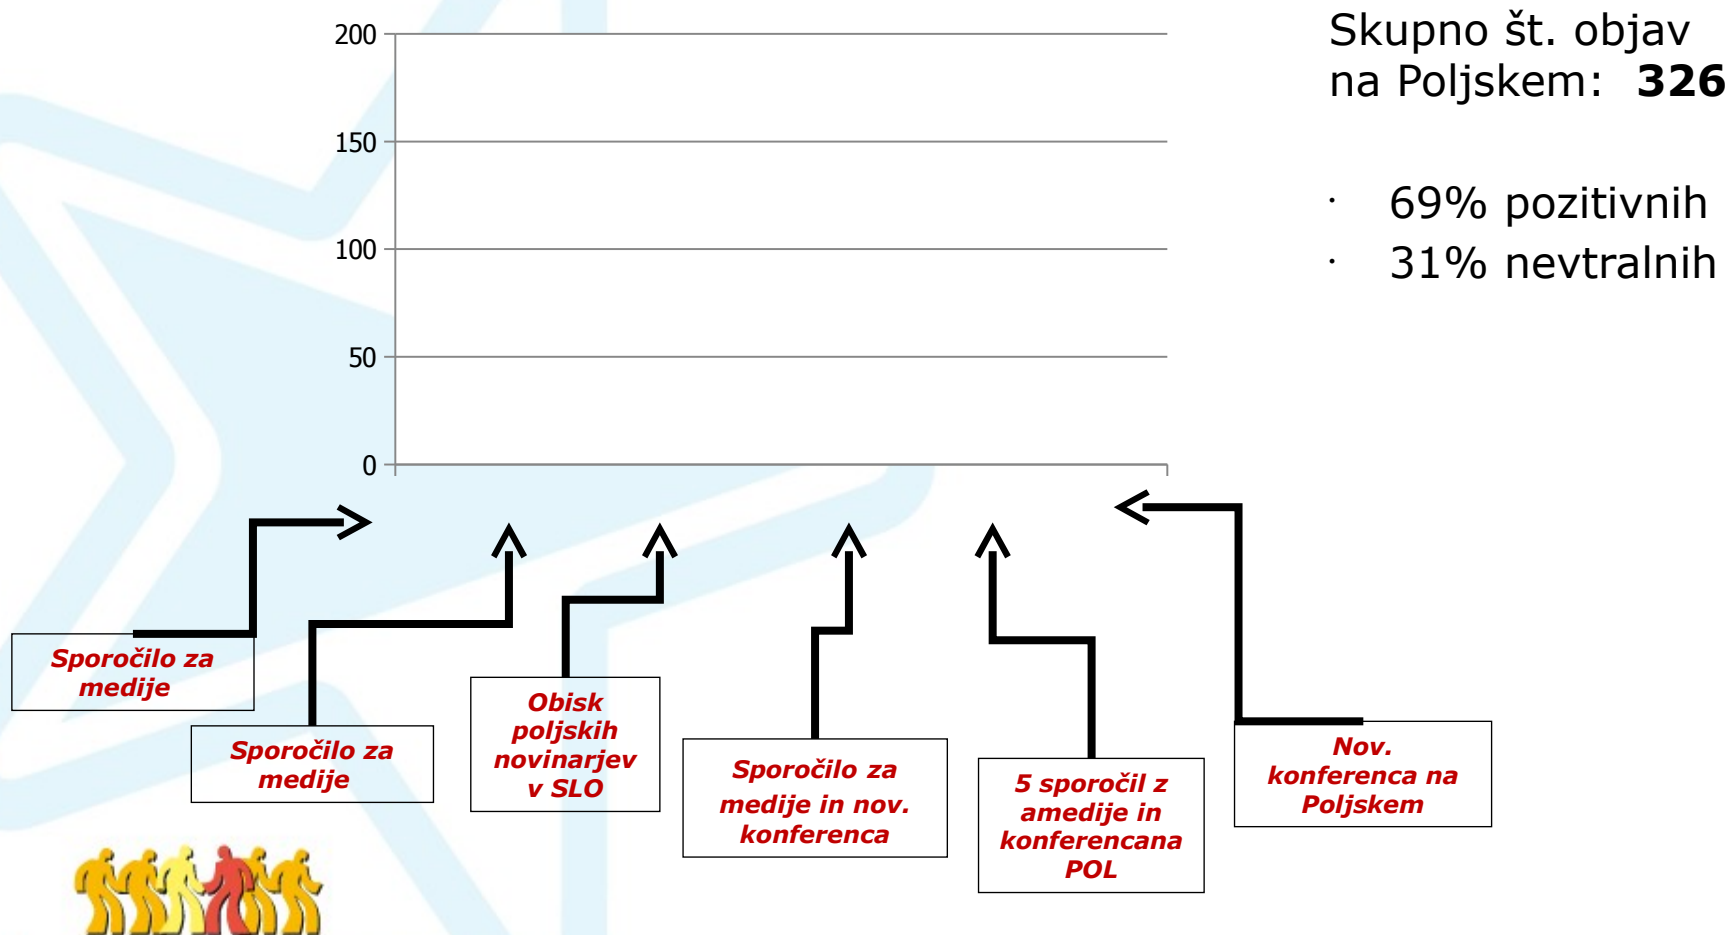 Skupno št. objav
na Poljskem: 326
· 69% pozitivnih
· 31% nevtralnih
200
150
100
50
0
Sporočilo za
medije
Sporočilo za
medije
Obisk
poljskih
novinarjev
v SLO
Sporočilo za
medije in nov.
konferenca
5 sporočil z
amedije in
konferencana
POL
Nov.
konferenca na
Poljskem